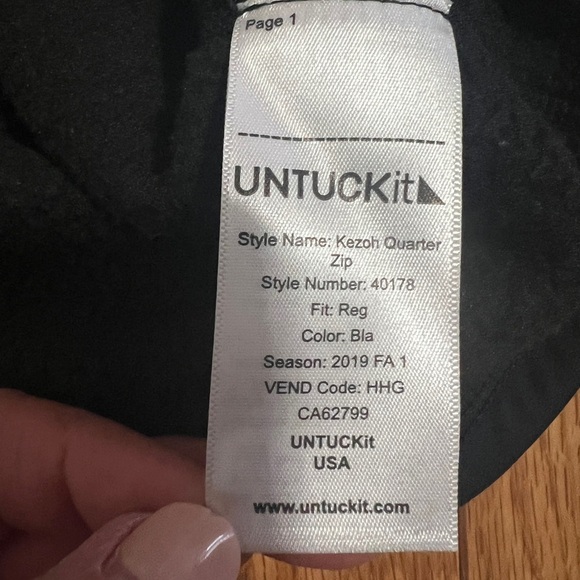 Page 1
UNTUCKit
Style Name: Kezoh Quarter
Zip
Style Number: 40178
Fit: Reg
Color: Bla
Season: 2019 FA 1
VEND Code: HHG
CA62799
UNTUCKit
USA
www.untuckit.com